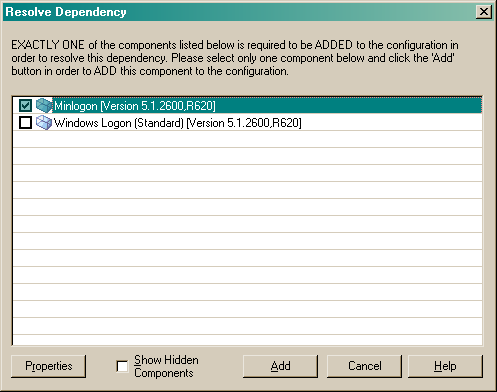 Resolve Dependency
EXACTLY ONE of the components listed below is required to be ADDED to the configuration in
order to resolve this dependency. Please select only one component below and click the 'Add'
button in order to ADD this component to the configuration.
Minlogon [Version 5.1.2600,R620]
Windows Logon (Standard) [Version 5.1.2600,R620]
Properties
Show Hidden
Components
Add
Cancel
Help